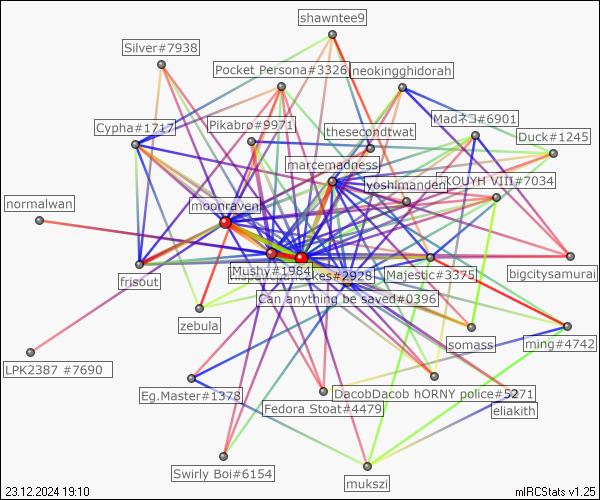 shawntee9
Silver#7938
Pocket Persona#3326
neokingghidorah
Cypha#1717
Pikabro#9971
thesecondtwat
Madネコ#6901
Duck#1245
marcemadness
yoshimanden
KOUYH VIII#7034
normalwan
moonraven
frisout
Mushy#1984
#2928
Majestic#3375
bigcitysamurai
Can anything be saved#0396
zebula
somass
ming#4742
LPK2387 #7690
Eg.Master#1378
DacobDacob hORNY police#5271
Fedora Stoat#4479
eliakith
Swirly Boi#6154
mukszi
23.12.2024 19:10
mIRCStats v1.25